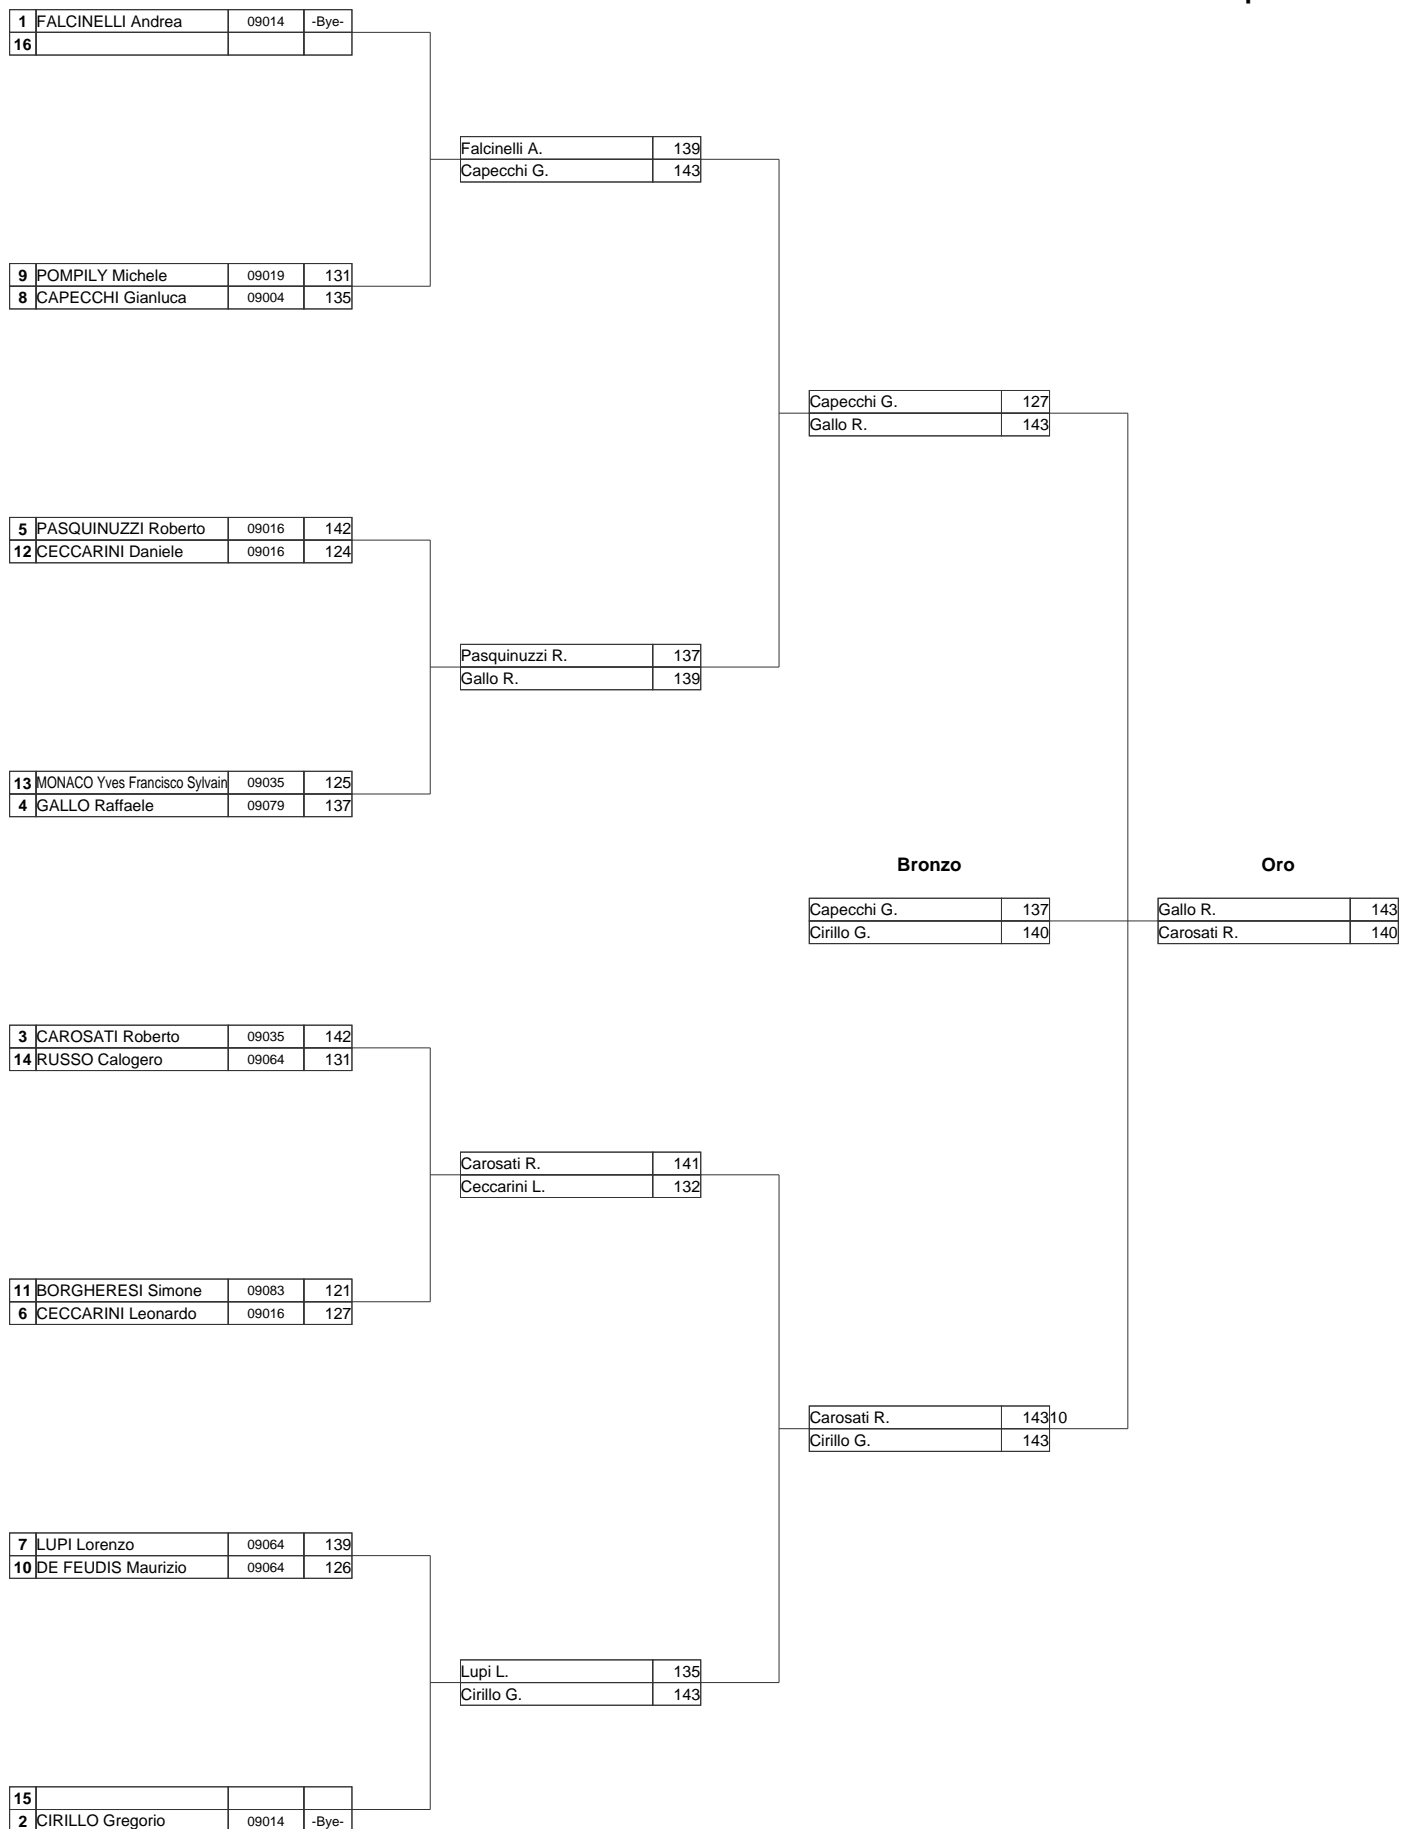 1 FALCINELLI Andrea 09014 -Bye-
16
Falcinelli A. 139
Capecchi G. 143
9 POMPILY Michele 09019 131
8 CAPECCHI Gianluca 09004 135
Capecchi G. 127
Gallo R. 143
5 PASQUINUZZI Roberto 09016 142
12 CECCARINI Daniele 09016 124
Pasquinuzzi R. 137
Gallo R. 139
13 MONACO Yves Francisco Sylvain 09035 125
4 GALLO Raffaele 09079 137
Bronzo Oro
Capecchi G. 137 Gallo R. 143
Cirillo G. 140 Carosati R. 140
3 CAROSATI Roberto 09035 142
14 RUSSO Calogero 09064 131
Carosati R. 141
Ceccarini L. 132
11 BORGHERESI Simone 09083 121
6 CECCARINI Leonardo 09016 127
Carosati R. 143 10
Cirillo G. 143
7 LUPI Lorenzo 09064 139
10 DE FEUDIS Maurizio 09064 126
Lupi L. 135
Cirillo G. 143
15
2 CIRILLO Gregorio 09014 -Bye-